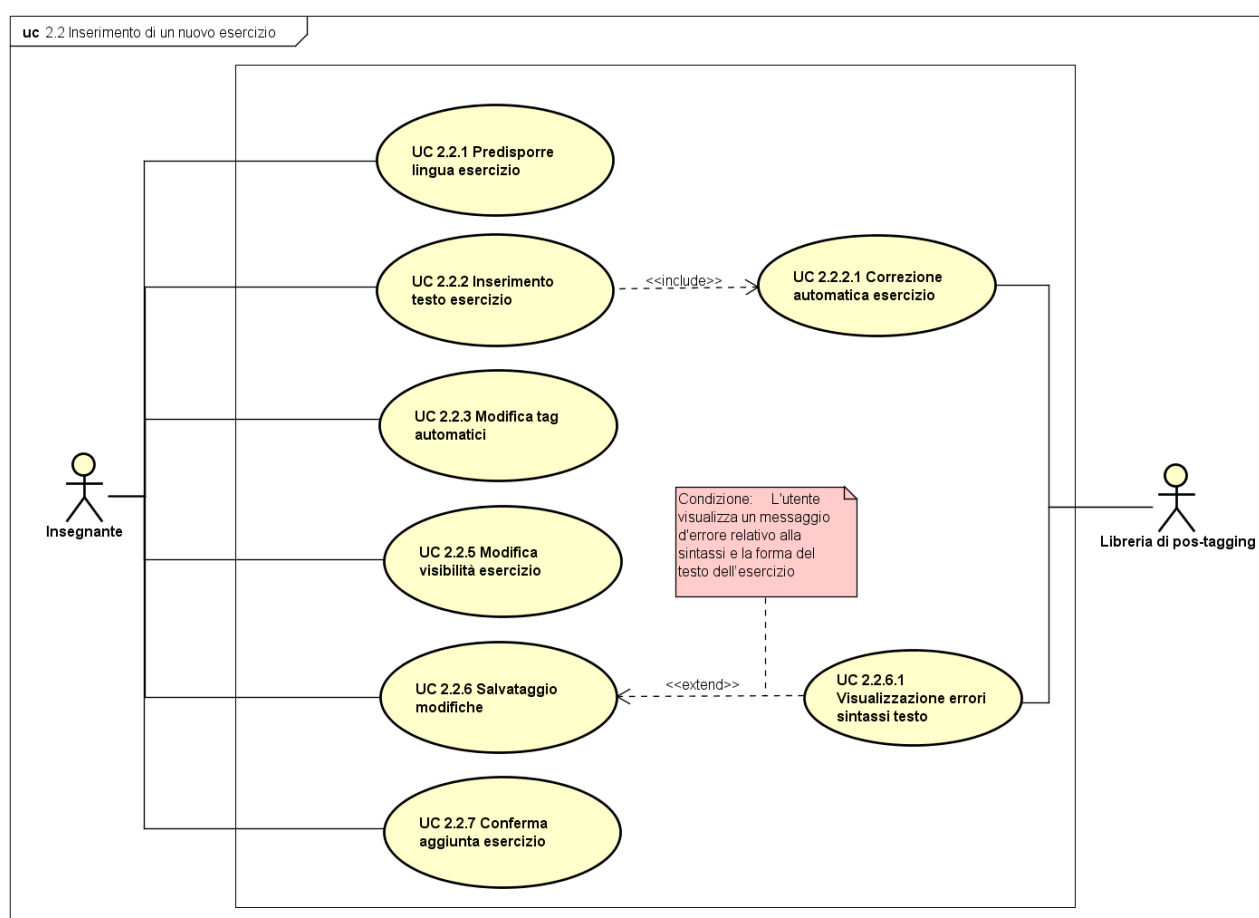 uc 2.2 Inserimento di un nuovo esercizio
UC 2.2.1 Predisporre
lingua esercizio
UC 2.2.2 Inserimento
testo esercizio
<<include>>
UC 2.2.2.1 Correzione
automatica esercizio
UC 2.2.3 Modifica tag
automatici
Insegnante
Condizione: L'utente
visualizza un messaggio
d'errore relativo alla
sintassi e la forma del
testo dell'esercizio
Libreria di pos-tagging
UC 2.2.5 Modifica
visibilità esercizio
UC 2.2.6 Salvataggio
modifiche
<<extend>>
UC 2.2.6.1
Visualizzazione errori
sintassi testo
UC 2.2.7 Conferma
aggiunta esercizio